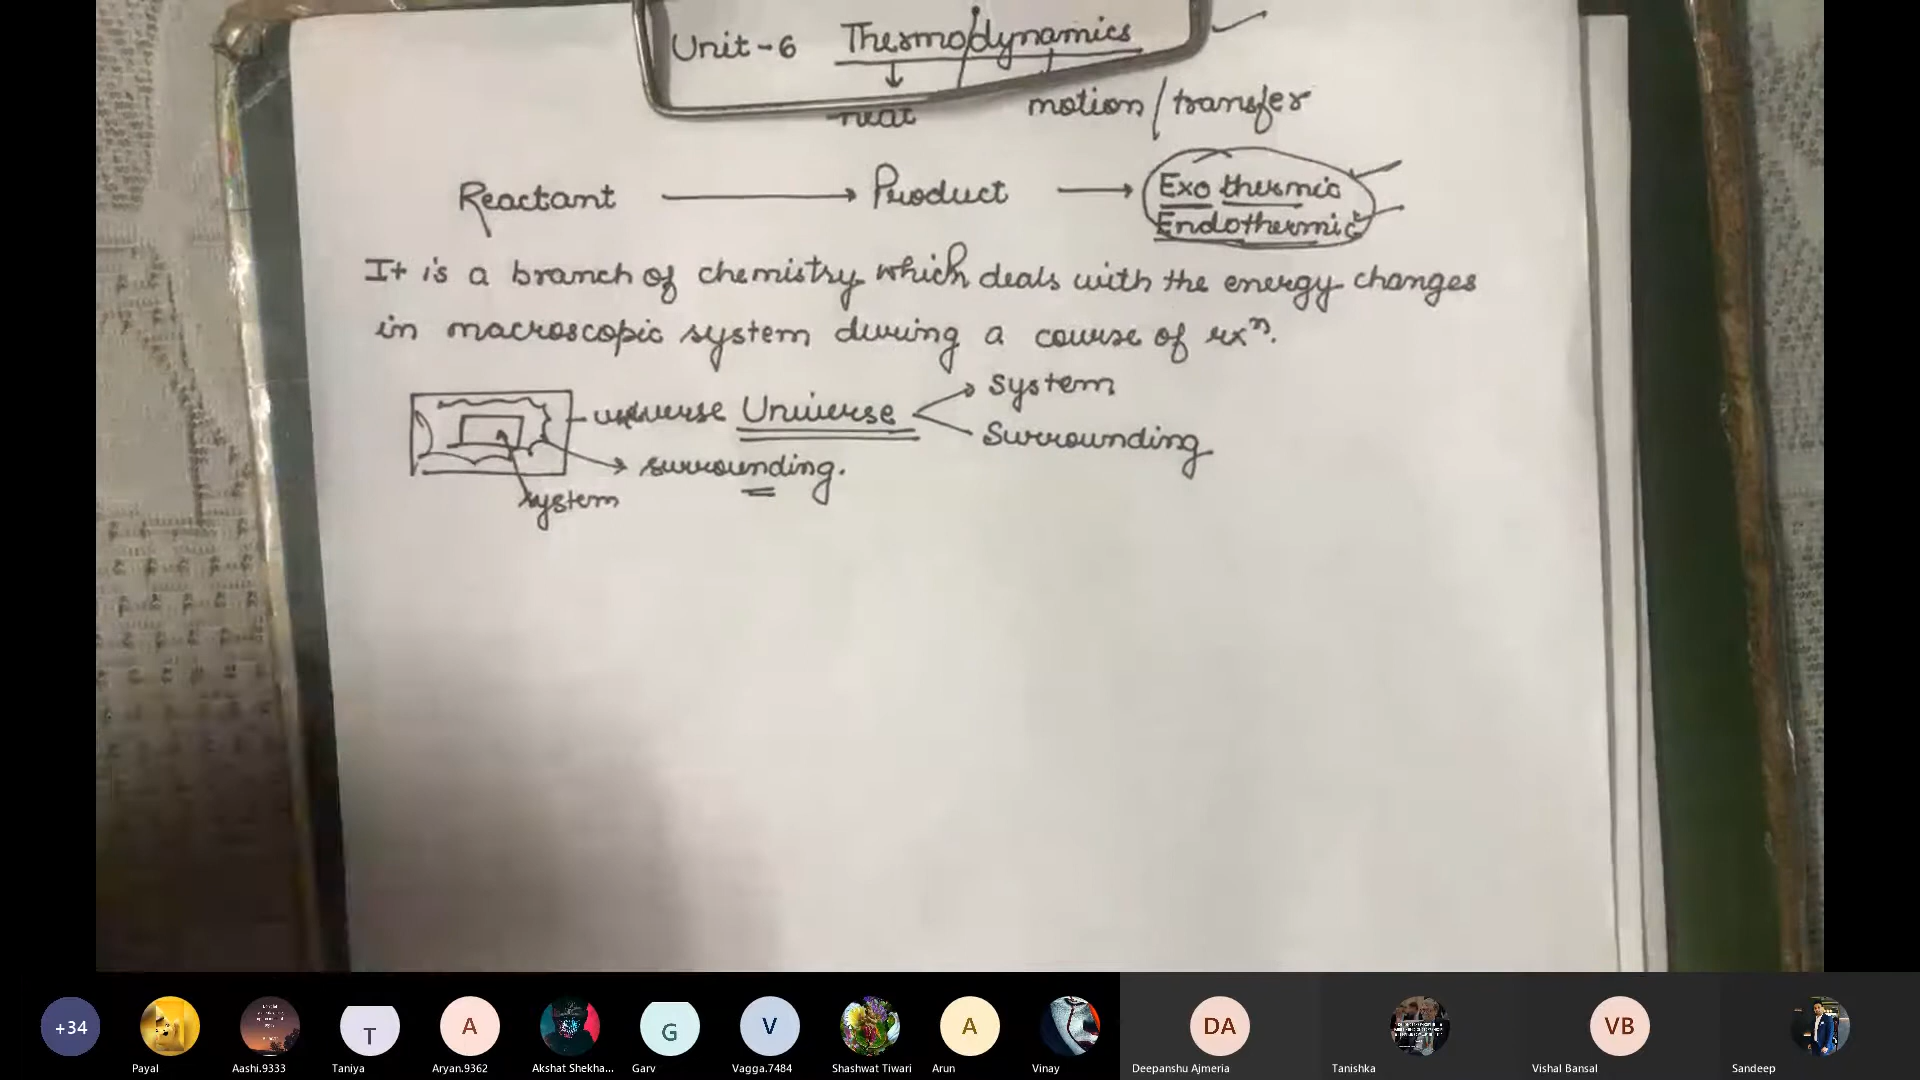 Unit-6 Thermodynamics
heat motion/transfer
Reactant Product Exothermic
Endothermic
It is a branch of chemistry which deals with the energy changes
in macroscopic system during a course of rxⁿ.
Universe System
Surrounding
surrounding.
system
+34 T A G V A DA VB
Payal Aashi.9333 Taniya Aryan.9362 Akshat Shekha... Garv Vagga.7484 Shashwat Tiwari Arun Vinay Deepanshu Ajmeria Tanishka Vishal Bansal Sandeep